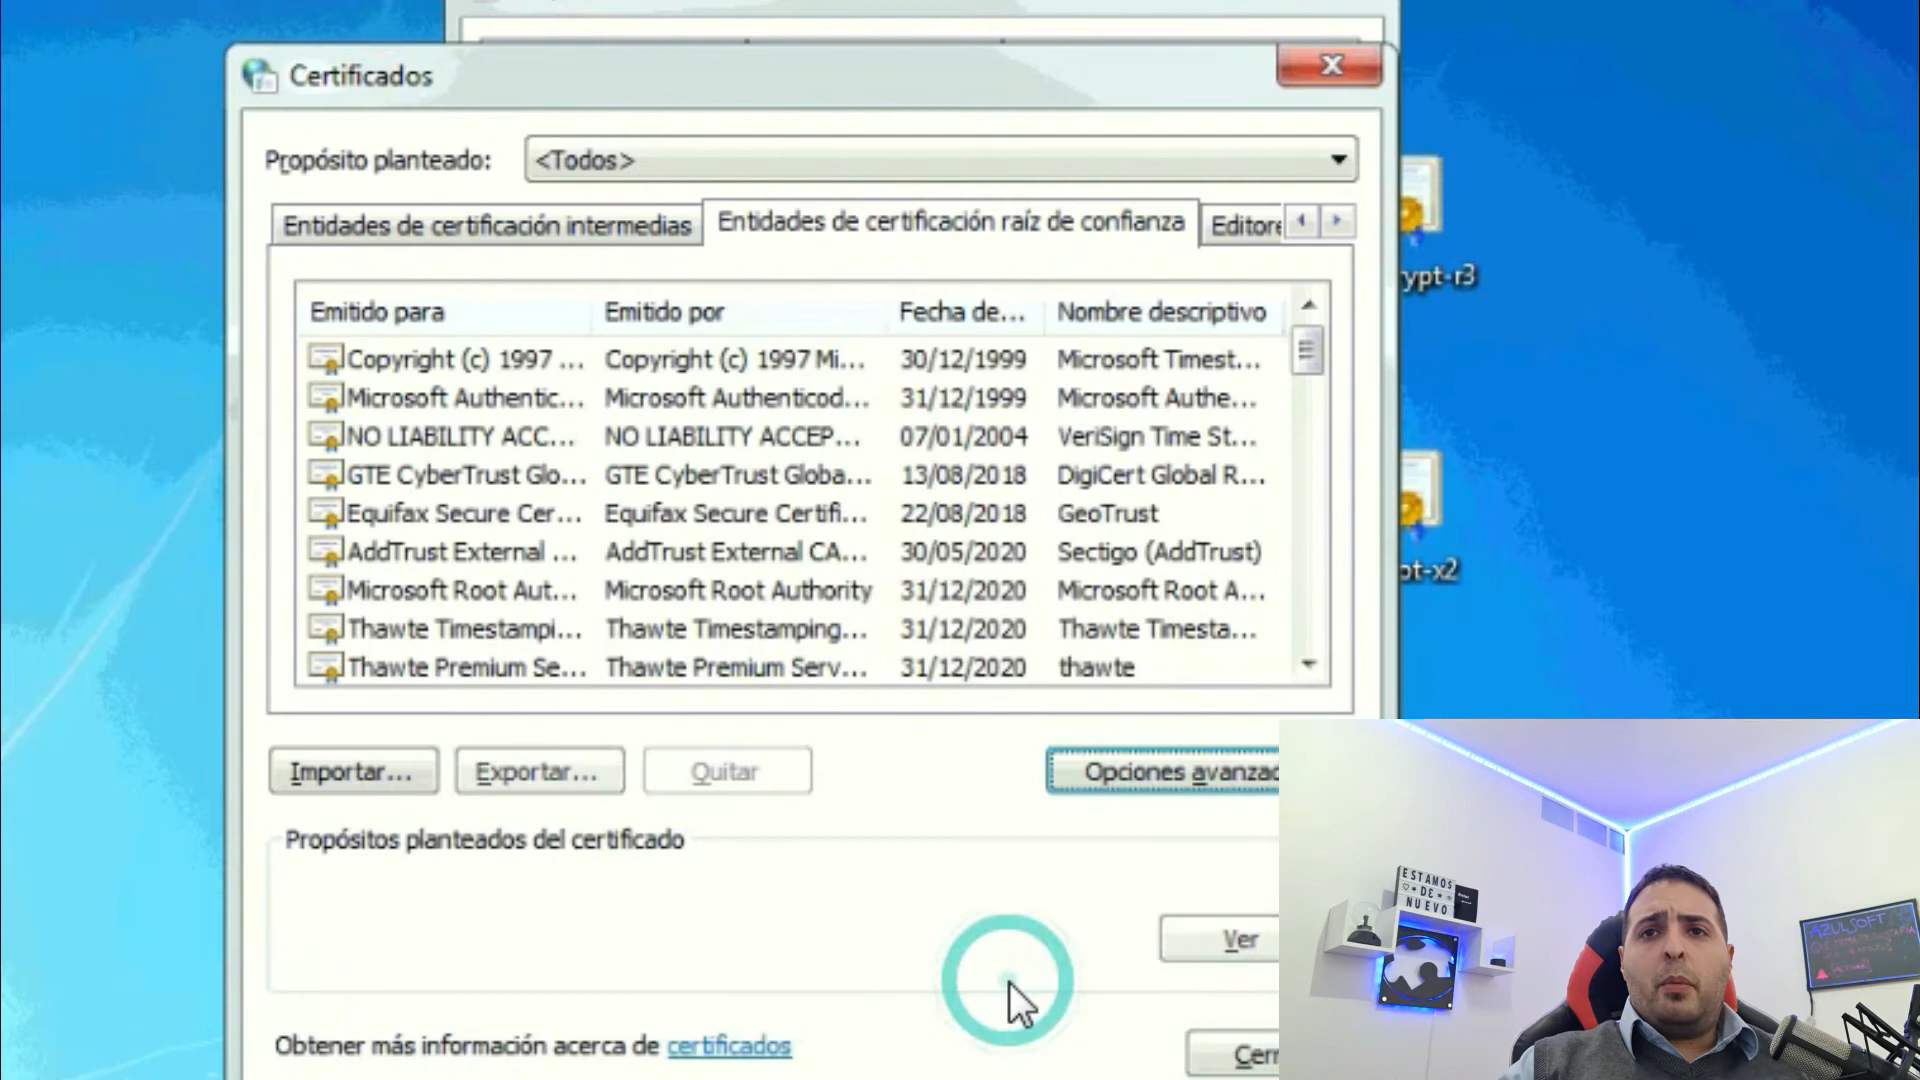 Certificados
X
Propósito planteado:
<Todos>
Entidades de certificación intermedias
Entidades de certificación raíz de confianza
Editore
Emitido para Emitido por Fecha de... Nombre descriptivo
Copyright (c) 1997 ... Copyright (c) 1997 Mi... 30/12/1999 Microsoft Timest...
Microsoft Authentic... Microsoft Authenticod... 31/12/1999 Microsoft Authe...
NO LIABILITY ACC... NO LIABILITY ACCEP... 07/01/2004 VeriSign Time St...
GTE CyberTrust Glo... GTE CyberTrust Globa... 13/08/2018 DigiCert Global R...
Equifax Secure Cer... Equifax Secure Certifi... 22/08/2018 GeoTrust
AddTrust External ... AddTrust External CA... 30/05/2020 Sectigo (AddTrust)
Microsoft Root Aut... Microsoft Root Authority 31/12/2020 Microsoft Root A...
Thawte Timestampi... Thawte Timestamping... 31/12/2020 Thawte Timesta...
Thawte Premium Se... Thawte Premium Serv... 31/12/2020 thawte
Importar...
Exportar...
Quitar
Opciones avanzad
Propósitos planteados del certificado
Ver
Obtener más información acerca de certificados
Cerr
ypt-r3
pt-x2
ESTAMOS
DE
NUEVO
AZULSOFT